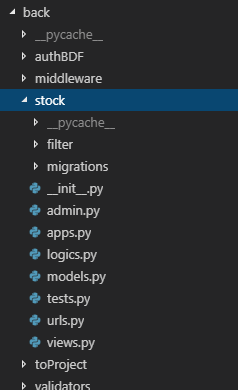 back
__pycache__
authBDF
middleware
stock
__pycache__
filter
migrations
__init__.py
admin.py
apps.py
logics.py
models.py
tests.py
urls.py
views.py
toProject
validators